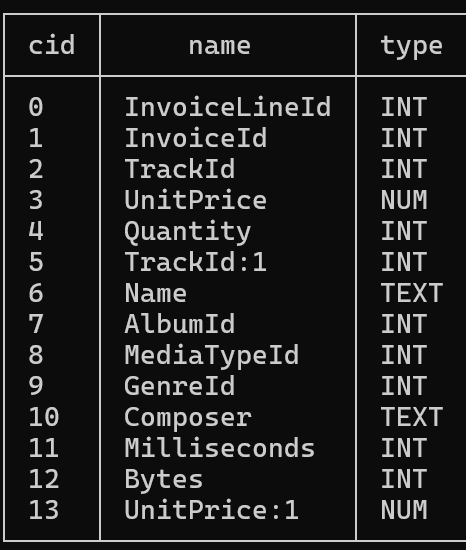 cid name type
0 InvoiceLineId INT
1 InvoiceId INT
2 TrackId INT
3 UnitPrice NUM
4 Quantity INT
5 TrackId:1 INT
6 Name TEXT
7 AlbumId INT
8 MediaTypeId INT
9 GenreId INT
10 Composer TEXT
11 Milliseconds INT
12 Bytes INT
13 UnitPrice:1 NUM